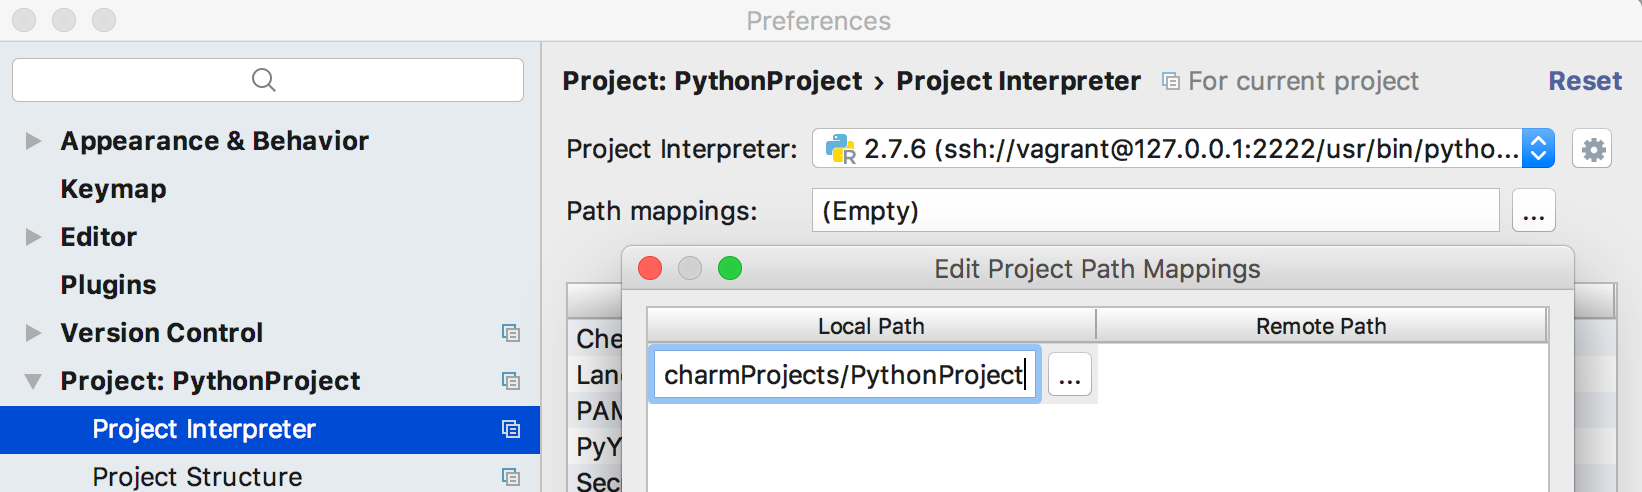 Preferences
Appearance & Behavior
Keymap
Editor
Plugins
Version Control
Project: PythonProject
Project Interpreter
Project Structure
Project: PythonProject › Project Interpreter For current project Reset
Project Interpreter: R 2.7.6 (ssh://vagrant@127.0.0.1:2222/usr/bin/pytho...
Path mappings: (Empty) ...
Edit Project Path Mappings
Local Path Remote Path
charmProjects/PythonProject ...
Che
Lan
PAM
PyY
Sec